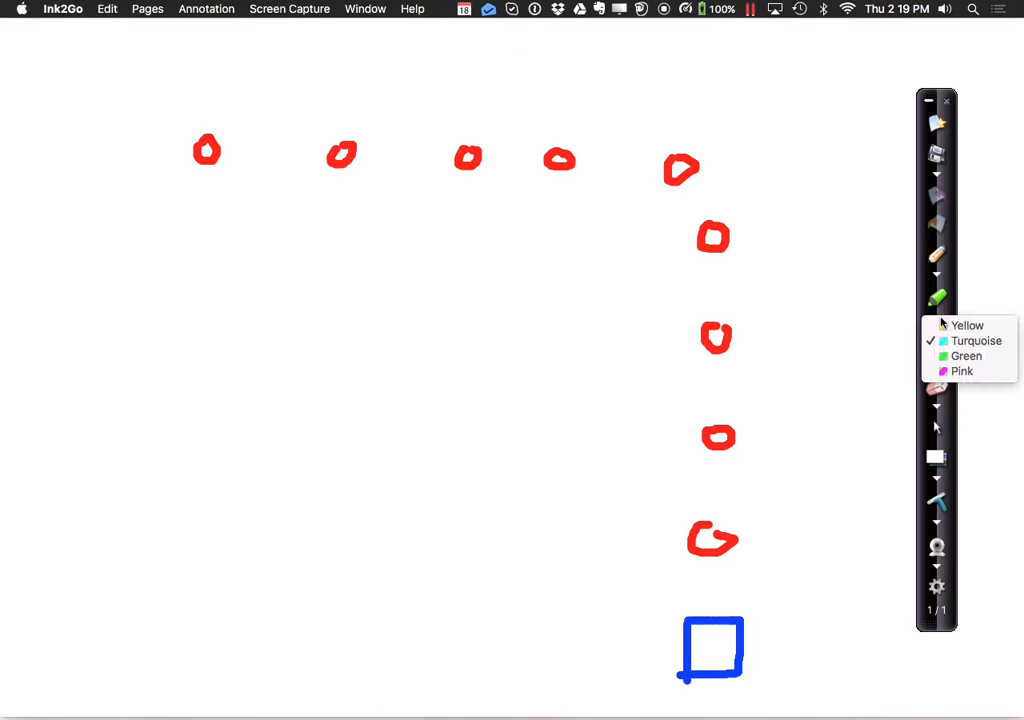 Ink2Go Edit Pages Annotation Screen Capture Window Help 18 100% Thu 2 19 PM
Yellow
Turquoise
Green
Pink
1 / 1